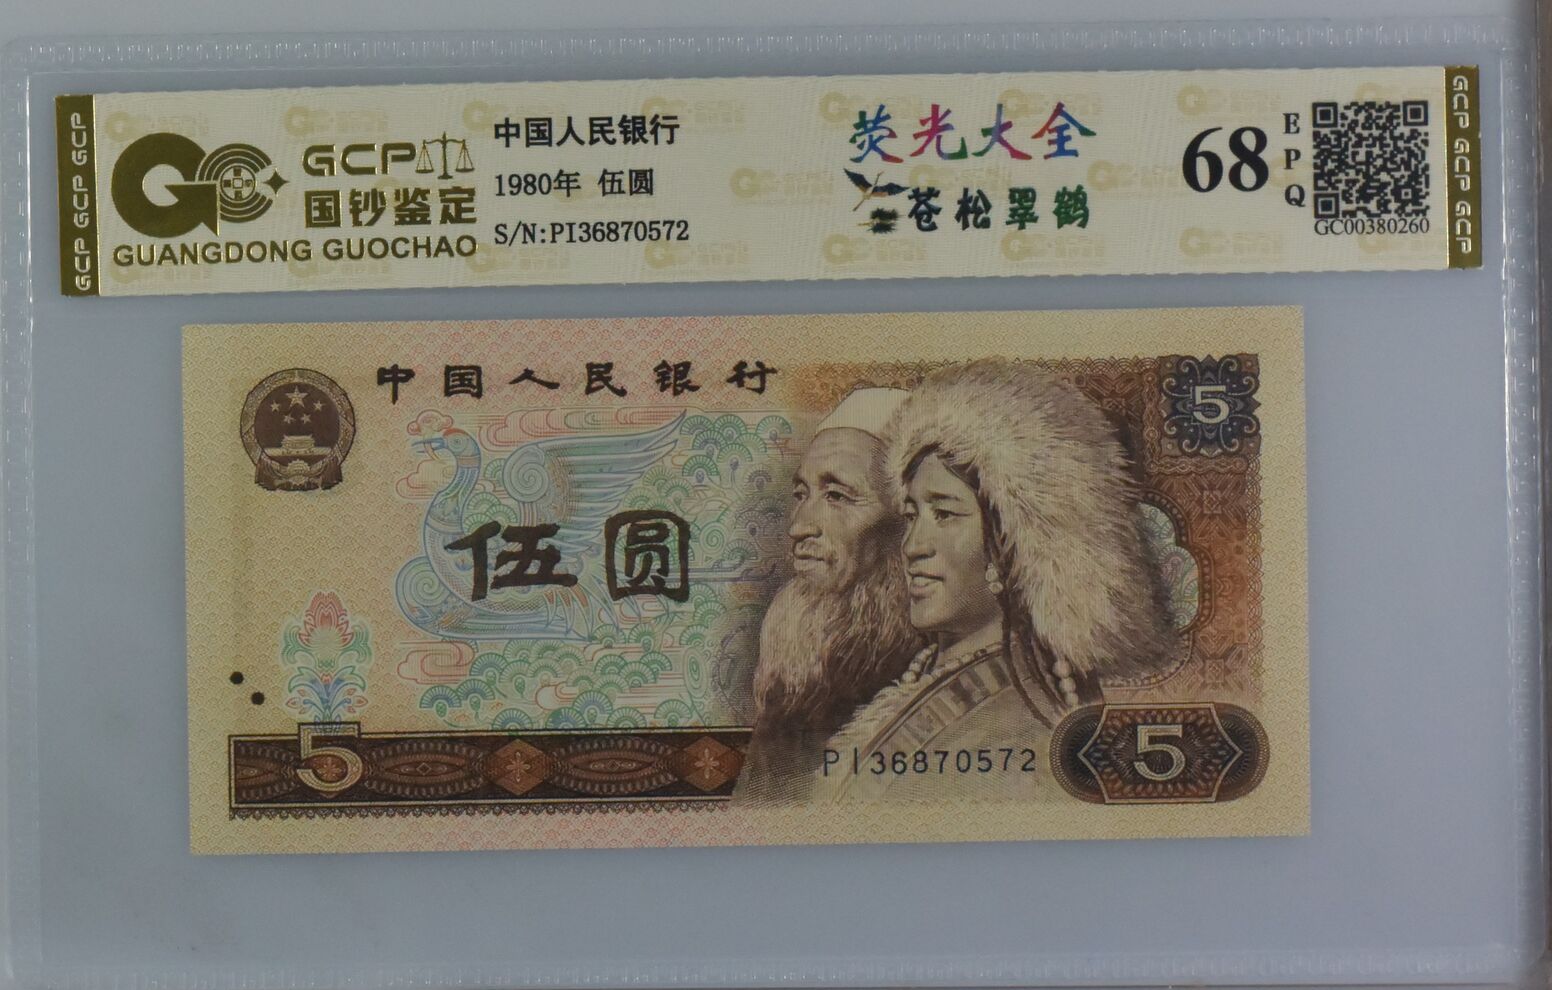 GCP GCP GCP
GCP
国钞鉴定
GUANGDONG GUOCHAO
中国人民银行
1980年 伍圆
S/N:PI36870572
荧光大全
苍松翠鹤
68
EPQ
GC00380260
GCP GCP GCP
中国人民银行
5
伍圆
5
PI36870572
5